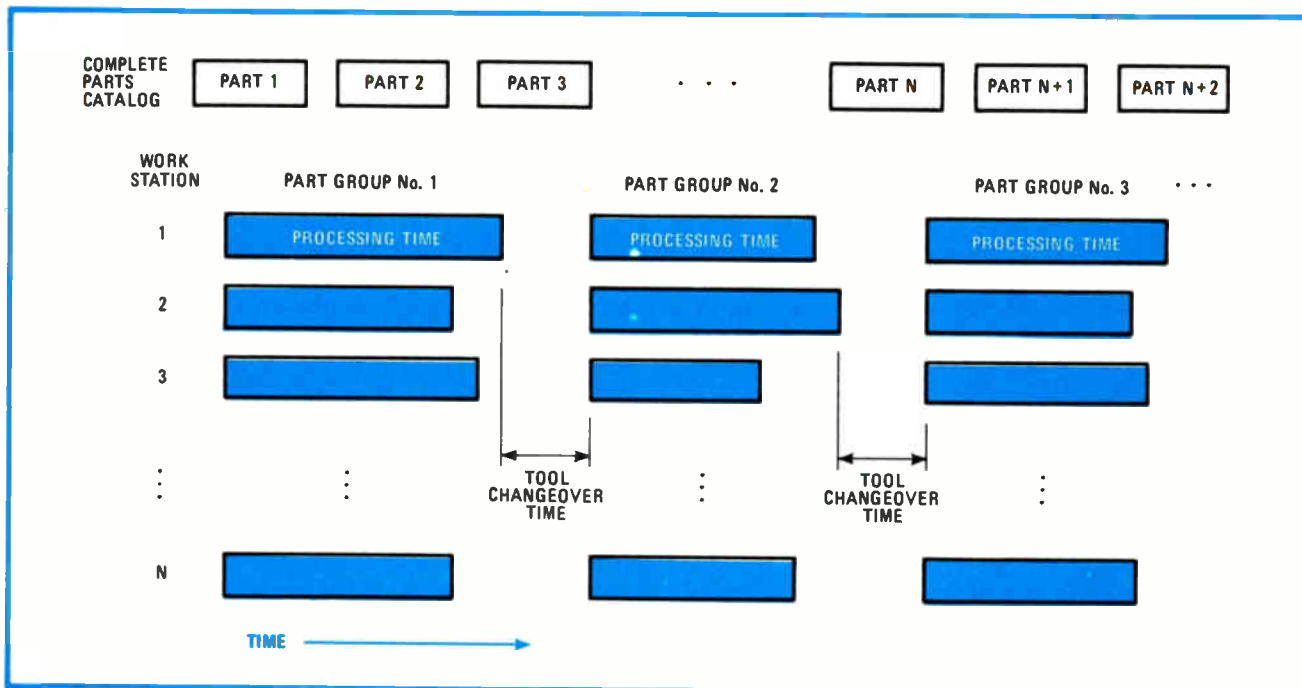 COMPLETE
PARTS
CATALOG
PART 1
PART 2
PART 3
. . .
PART N
PART N+1
PART N+2
WORK
STATION
PART GROUP No. 1
PART GROUP No. 2
PART GROUP No. 3
. . .
1
PROCESSING TIME
PROCESSING TIME
PROCESSING TIME
2
3
TOOL
CHANGEOVER
TIME
TOOL
CHANGEOVER
TIME
N
TIME